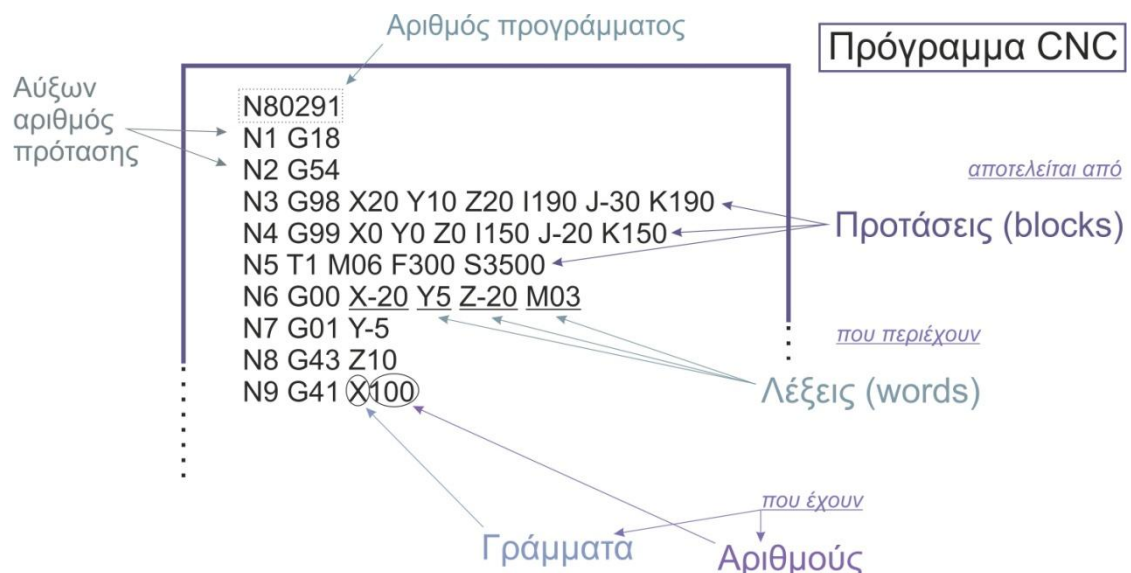 Αριθμός προγράμματος
Πρόγραμμα CNC
Αύξων
αριθμός
πρότασης
N80291
N1 G18
N2 G54
N3 G98 X20 Y10 Z20 I190 J-30 K190
N4 G99 X0 Y0 Z0 I150 J-20 K150
N5 T1 M06 F300 S3500
N6 G00 X-20 Y5 Z-20 M03
N7 G01 Y-5
N8 G43 Z10
N9 G41 X100
αποτελείται από
Προτάσεις (blocks)
που περιέχουν
Λέξεις (words)
που έχουν
Γράμματα
Αριθμούς